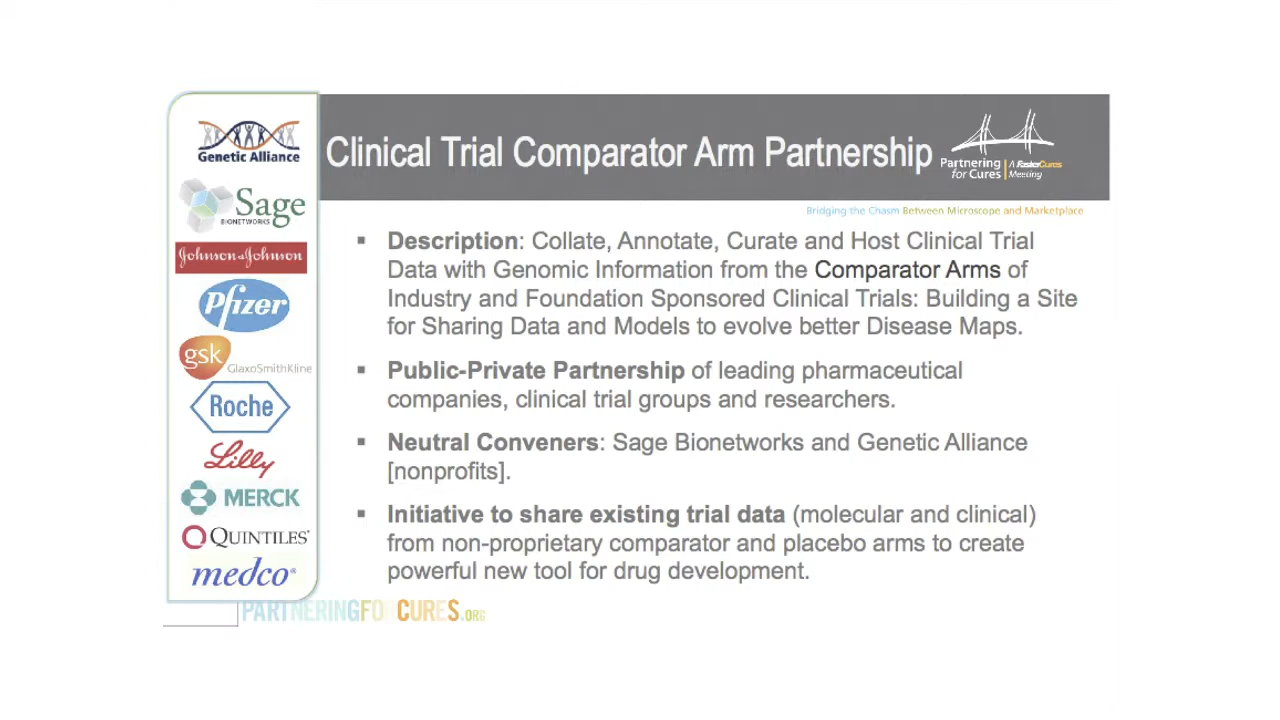 Genetic Alliance
Sage
BIONETWORKS
Johnson & Johnson
Pfizer
gsk
GlaxoSmithKline
Roche
Lilly
MERCK
QUINTILES
medco®
Clinical Trial Comparator Arm Partnership
Partnering
for Cures
A FasterCures
Meeting
Bridging the Chasm Between Microscope and Marketplace
▪ Description: Collate, Annotate, Curate and Host Clinical Trial
Data with Genomic Information from the Comparator Arms of
Industry and Foundation Sponsored Clinical Trials: Building a Site
for Sharing Data and Models to evolve better Disease Maps.
▪ Public-Private Partnership of leading pharmaceutical
companies, clinical trial groups and researchers.
▪ Neutral Conveners: Sage Bionetworks and Genetic Alliance
[nonprofits].
▪ Initiative to share existing trial data (molecular and clinical)
from non-proprietary comparator and placebo arms to create
powerful new tool for drug development.
PARTNERINGFORCURES.ORG